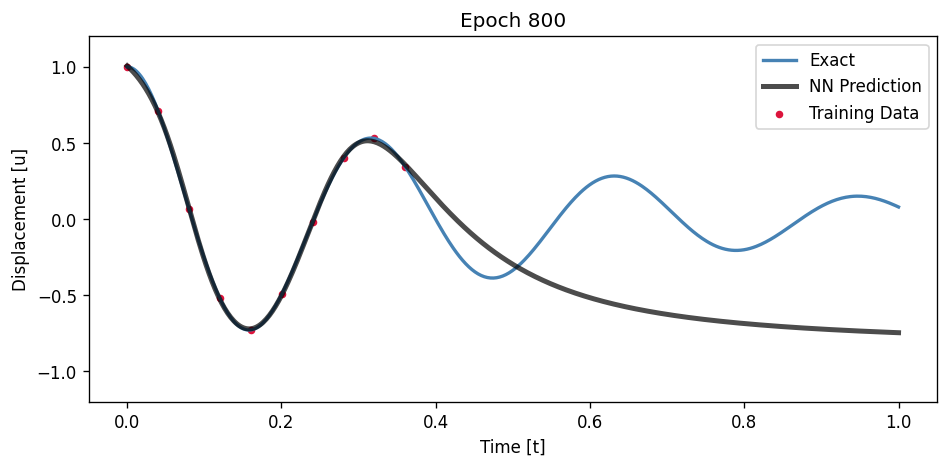 Epoch 800
Exact
NN Prediction
Training Data
Displacement [u]
1.0
0.5
0.0
−0.5
−1.0
0.0 0.2 0.4 0.6 0.8 1.0
Time [t]